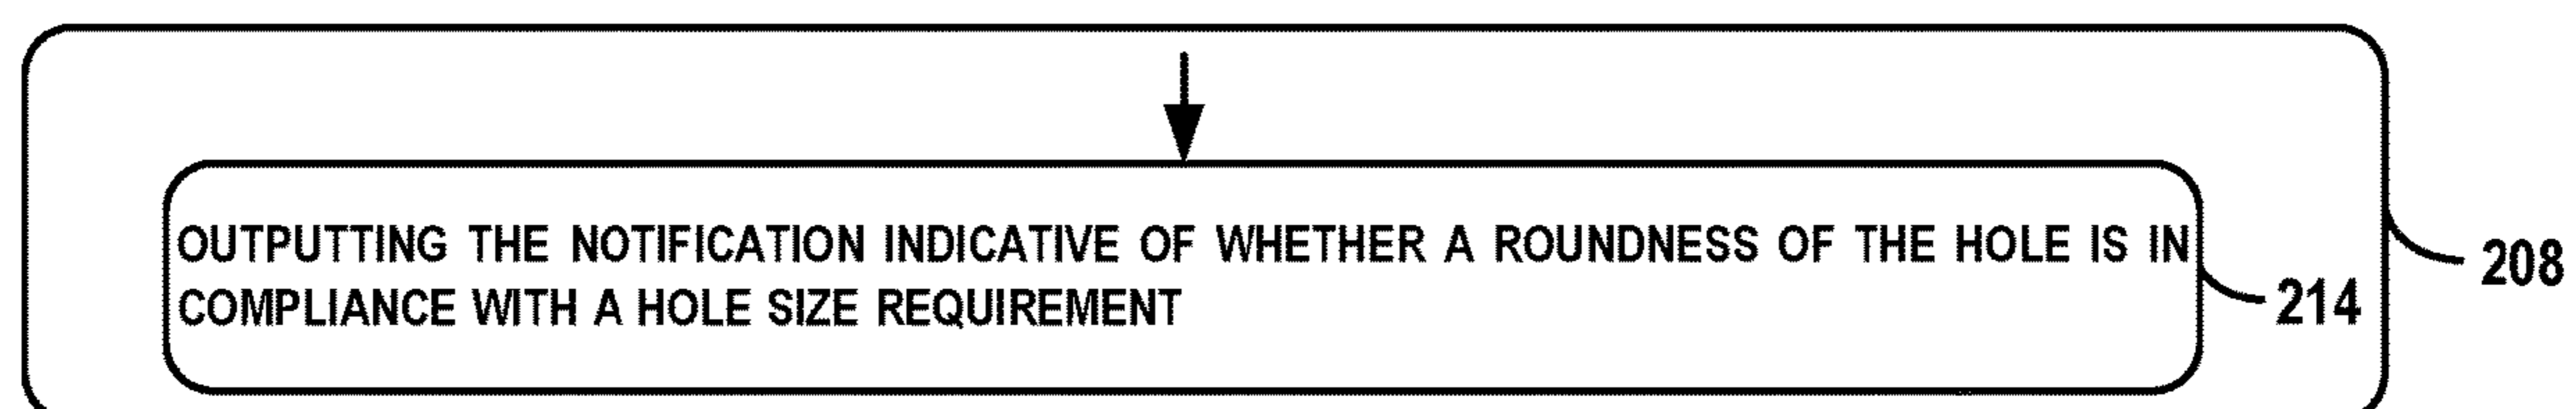 OUTPUTTING THE NOTIFICATION INDICATIVE OF WHETHER A ROUNDNESS OF THE HOLE IS IN
COMPLIANCE WITH A HOLE SIZE REQUIREMENT
214
208